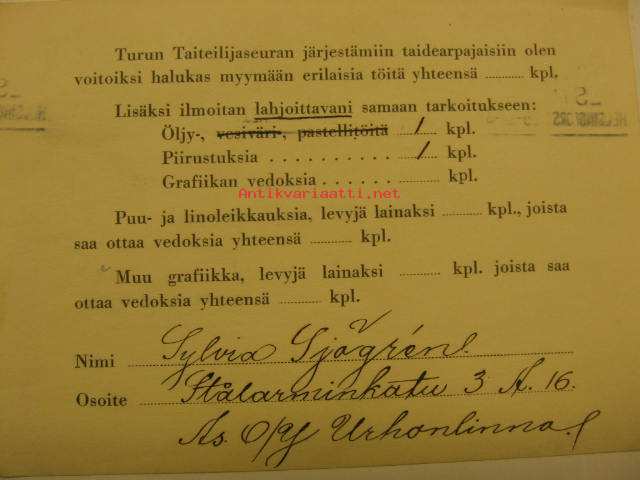 Turun Taiteilijaseuran järjestämiin taidearpajaisiin olen
voitoiksi halukas myymään erilaisia töitä yhteensä ........... kpl.
Lisäksi ilmoitan lahjoittavani samaan tarkoitukseen:
Öljy-, vesiväri-, pastellitöitä 1 kpl.
Piirustuksia . . . . . . . . . 1 kpl.
Grafiikan vedoksia . . . . . . ........... kpl.
Antikvariaatti.net
Puu- ja linoleikkauksia, levyjä lainaksi ........... kpl., joista
saa ottaa vedoksia yhteensä ........... kpl.
Muu grafiikka, levyjä lainaksi ........... kpl. joista saa
ottaa vedoksia yhteensä ........... kpl.
Nimi Sylvia Sjögrén.
Osoite Stålarminkatu 3 A. 16.
As. O/Y Urhonlinna.